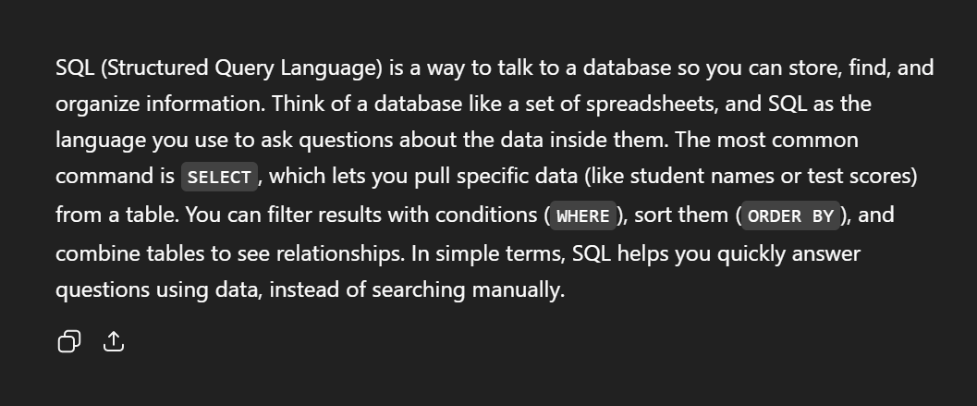 SQL (Structured Query Language) is a way to talk to a database so you can store, find, and
organize information. Think of a database like a set of spreadsheets, and SQL as the
language you use to ask questions about the data inside them. The most common
command is SELECT, which lets you pull specific data (like student names or test scores)
from a table. You can filter results with conditions (WHERE), sort them (ORDER BY), and
combine tables to see relationships. In simple terms, SQL helps you quickly answer
questions using data, instead of searching manually.